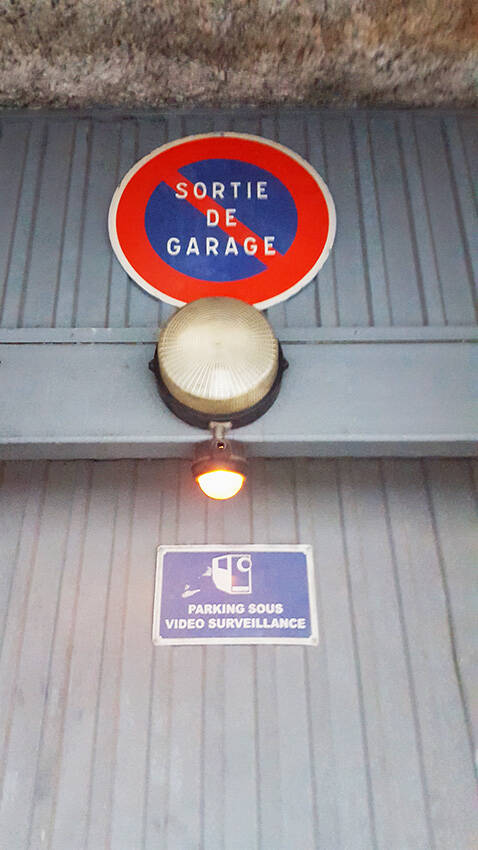 SORTIE
DE
GARAGE
PARKING SOUS
VIDEO SURVEILLANCE